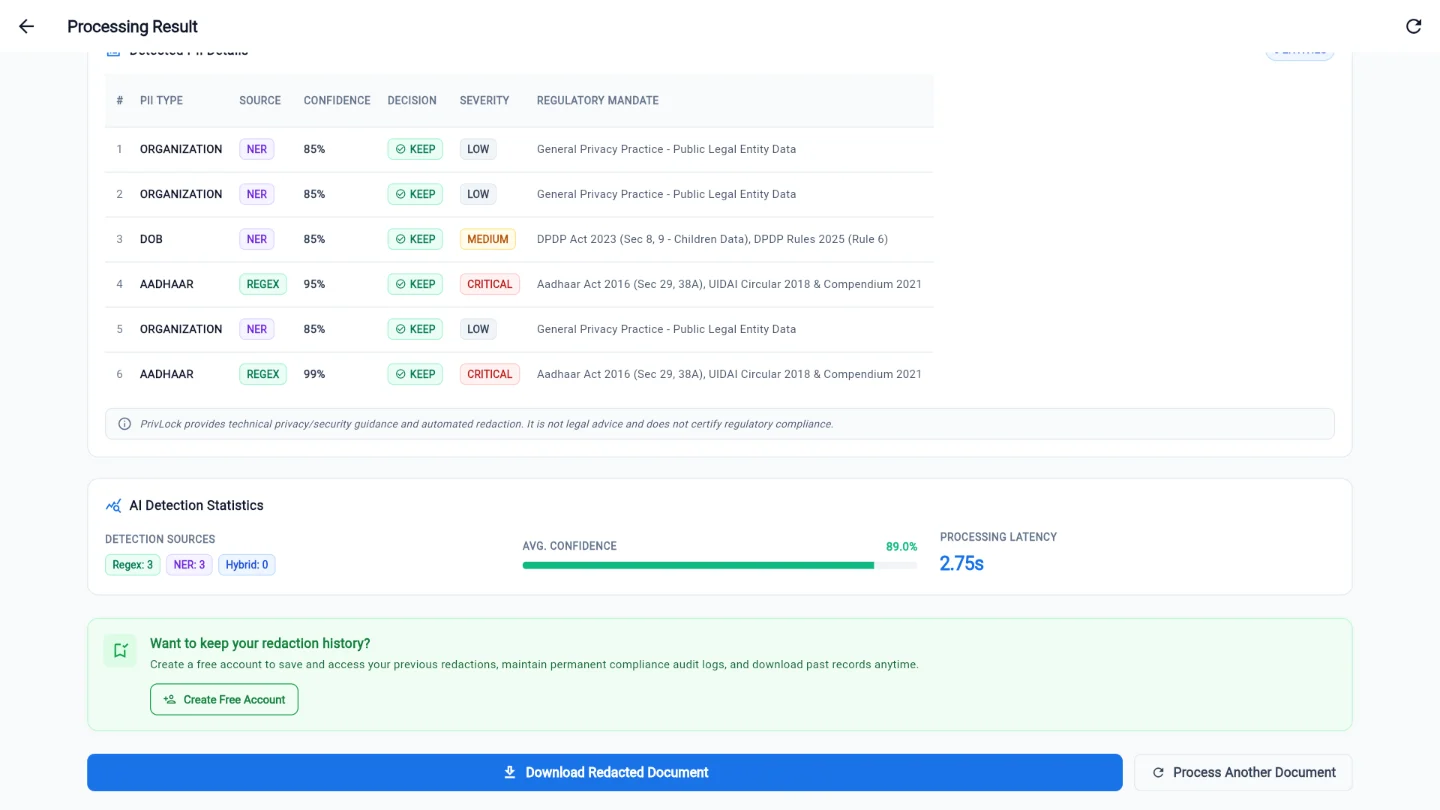 Processing Result
Detected PII Details
# PII TYPE SOURCE CONFIDENCE DECISION SEVERITY REGULATORY MANDATE
1 ORGANIZATION NER 85% KEEP LOW General Privacy Practice - Public Legal Entity Data
2 ORGANIZATION NER 85% KEEP LOW General Privacy Practice - Public Legal Entity Data
3 DOB NER 85% KEEP MEDIUM DPDP Act 2023 (Sec 8, 9 - Children Data), DPDP Rules 2025 (Rule 6)
4 AADHAAR REGEX 95% KEEP CRITICAL Aadhaar Act 2016 (Sec 29, 38A), UIDAI Circular 2018 & Compendium 2021
5 ORGANIZATION NER 85% KEEP LOW General Privacy Practice - Public Legal Entity Data
6 AADHAAR REGEX 99% KEEP CRITICAL Aadhaar Act 2016 (Sec 29, 38A), UIDAI Circular 2018 & Compendium 2021
PrivLock provides technical privacy/security guidance and automated redaction. It is not legal advice and does not certify regulatory compliance.
AI Detection Statistics
DETECTION SOURCES
Regex: 3 NER: 3 Hybrid: 0
AVG. CONFIDENCE 89.0%
PROCESSING LATENCY
2.75s
Want to keep your redaction history?
Create a free account to save and access your previous redactions, maintain permanent compliance audit logs, and download past records anytime.
Create Free Account
Download Redacted Document
Process Another Document